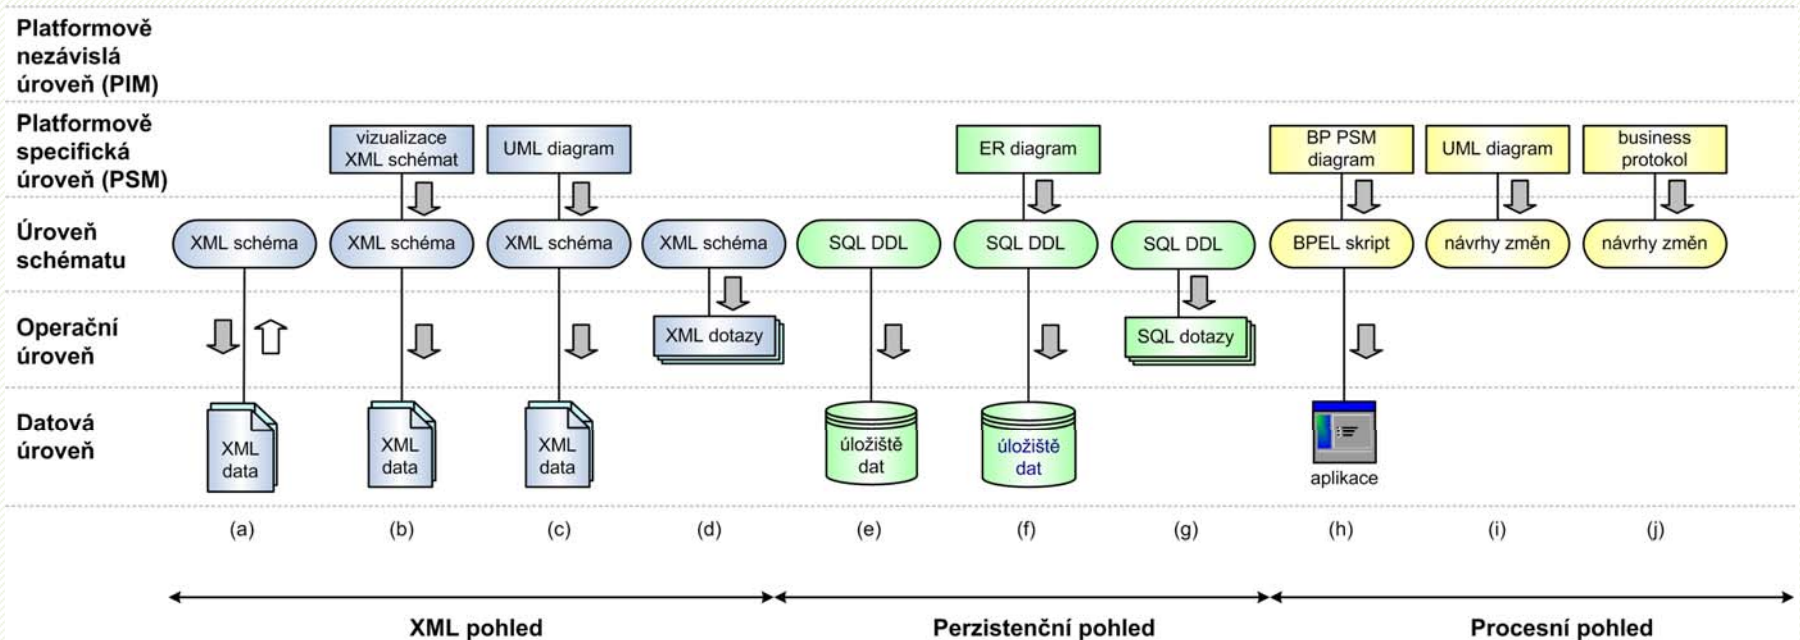 Platformově
nezávislá
úroveň (PIM)
Platformově
specifická
úroveň (PSM)
vizualizace
XML schémat
UML diagram
ER diagram
BP PSM
diagram
UML diagram
business
protokol
Úroveň
schématu
XML schéma
XML schéma
XML schéma
XML schéma
SQL DDL
SQL DDL
SQL DDL
BPEL skript
návrhy změn
návrhy změn
Operační
úroveň
XML dotazy
SQL dotazy
Datová
úroveň
XML
data
XML
data
XML
data
úložiště
dat
úložiště
dat
aplikace
(a)
(b)
(c)
(d)
(e)
(f)
(g)
(h)
(i)
(j)
XML pohled
Perzistenční pohled
Procesní pohled